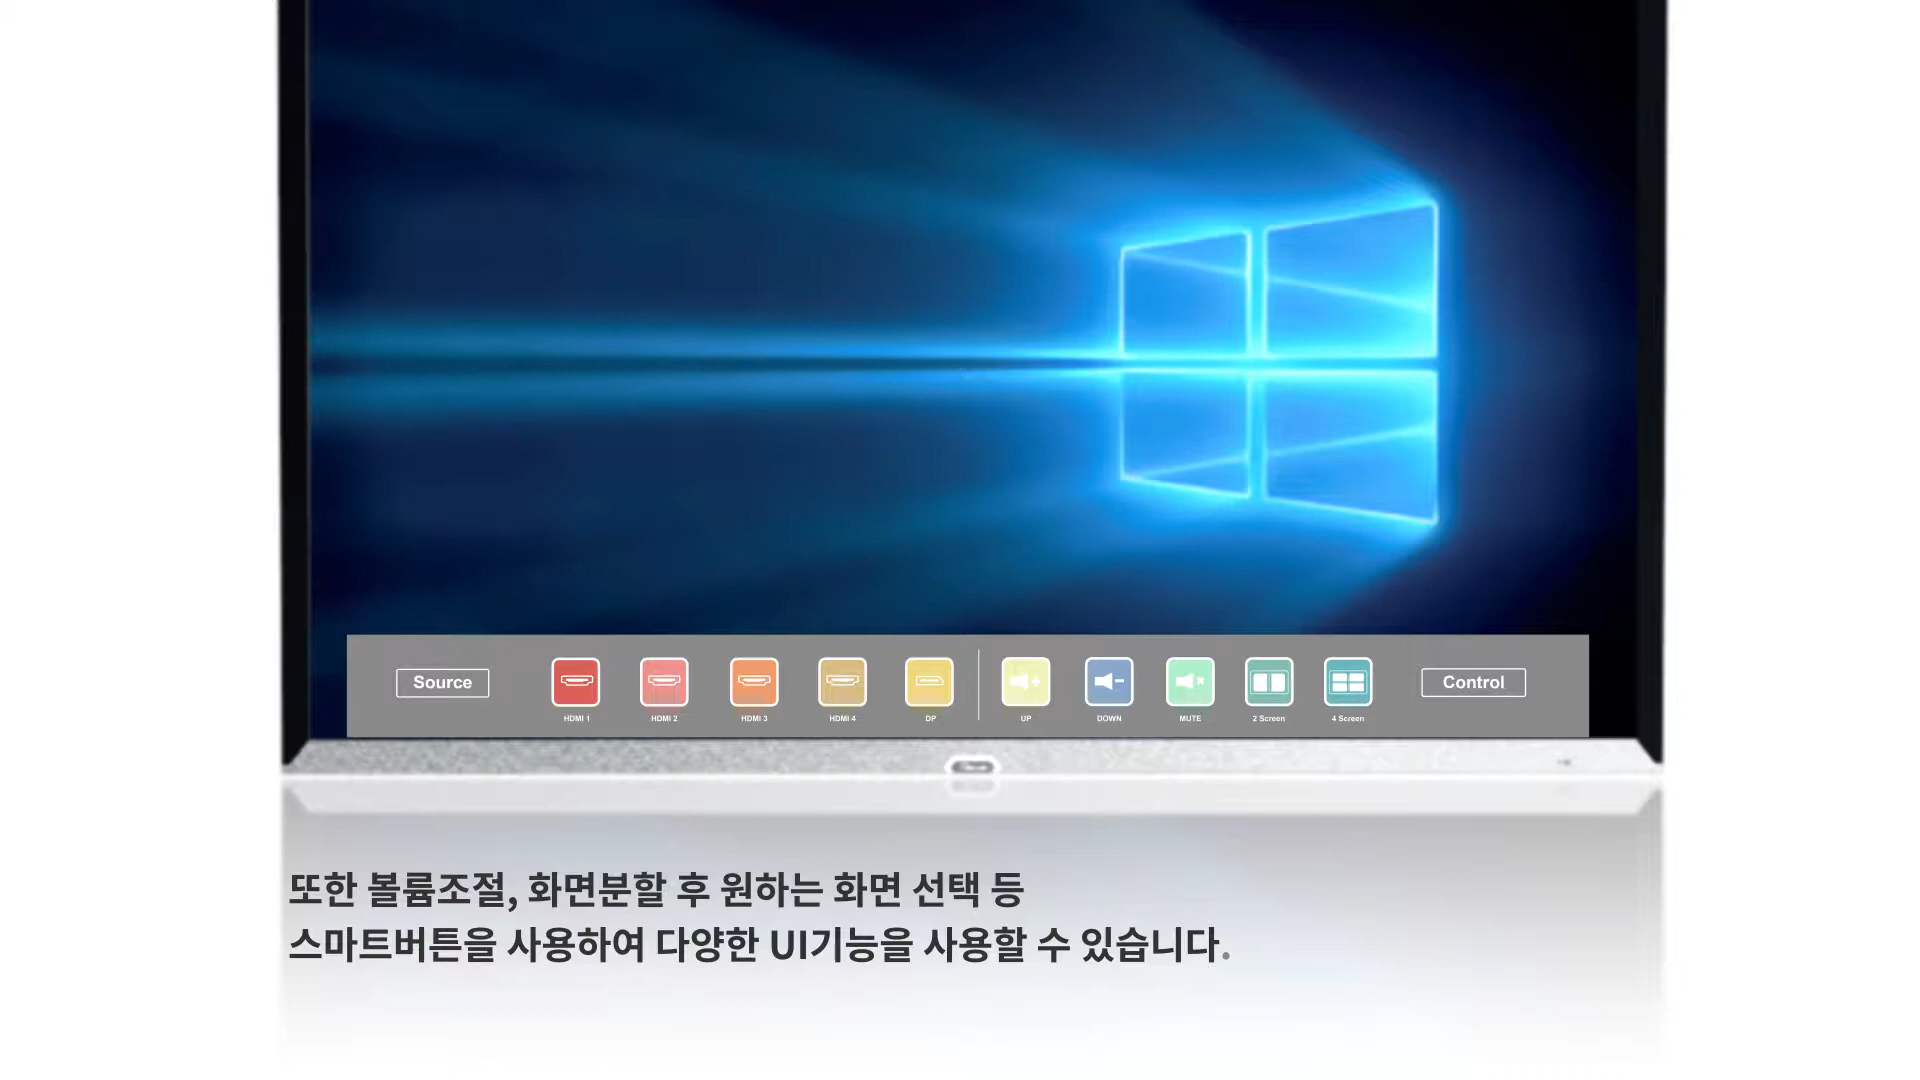 Source
HDMI 1
HDMI 2
HDMI 3
HDMI 4
DP
UP
DOWN
MUTE
2 Screen
4 Screen
Control
또한 볼륨조절, 화면분할 후 원하는 화면 선택 등
스마트버튼을 사용하여 다양한 UI기능을 사용할 수 있습니다.